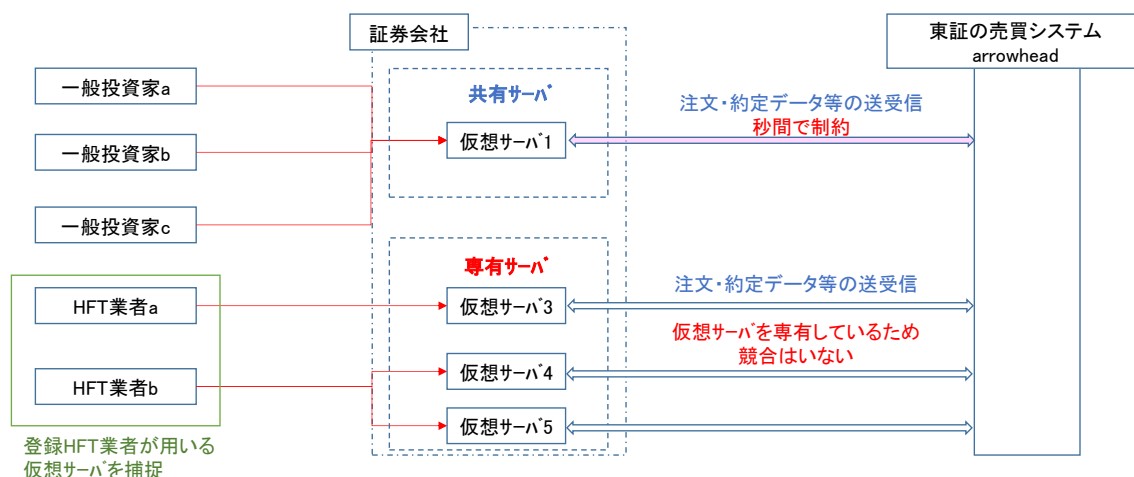 証券会社
東証の売買システム
arrowhead
一般投資家a
一般投資家b
一般投資家c
共有サーバ
仮想サーバ1
注文・約定データ等の送受信
秒間で制約
専有サーバ
HFT業者a
仮想サーバ3
注文・約定データ等の送受信
仮想サーバを専有しているため
競合はいない
HFT業者b
仮想サーバ4
仮想サーバ5
登録HFT業者が用いる
仮想サーバを捕捉